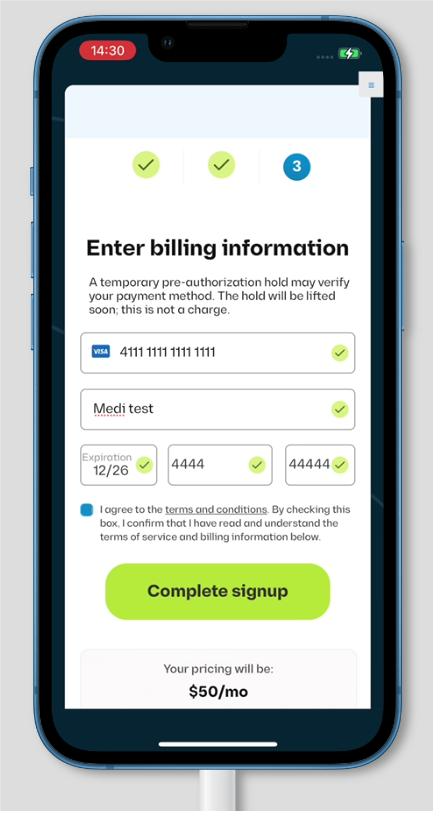 14:30
3
Enter billing information
A temporary pre-authorization hold may verify
your payment method. The hold will be lifted
soon; this is not a charge.
VISA 4111 1111 1111 1111
Medi test
Expiration
12/26 4444 44444
I agree to the terms and conditions. By checking this
box, I confirm that I have read and understand the
terms of service and billing information below.
Complete signup
Your pricing will be:
$50/mo